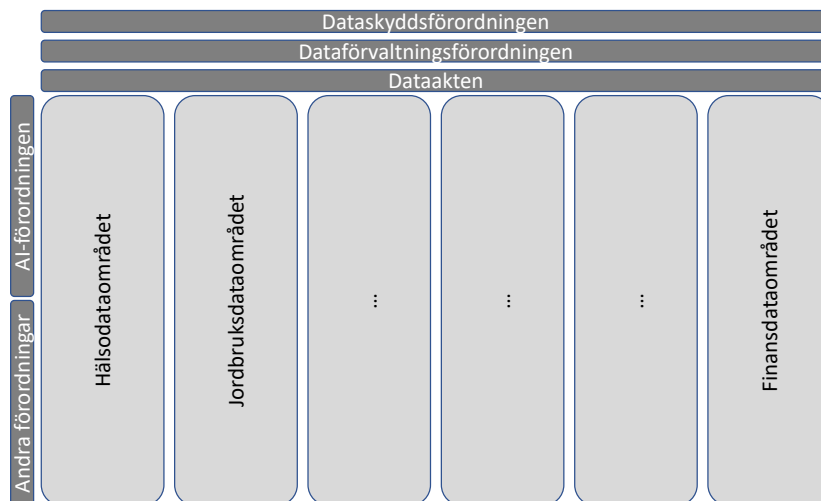 Dataskyddsförordningen
Dataförvaltningsförordningen
Dataakten
AI-förordningen
Andra förordningar
Hälsodataområdet
Jordbruksdataområdet
...
...
...
Finansdataområdet